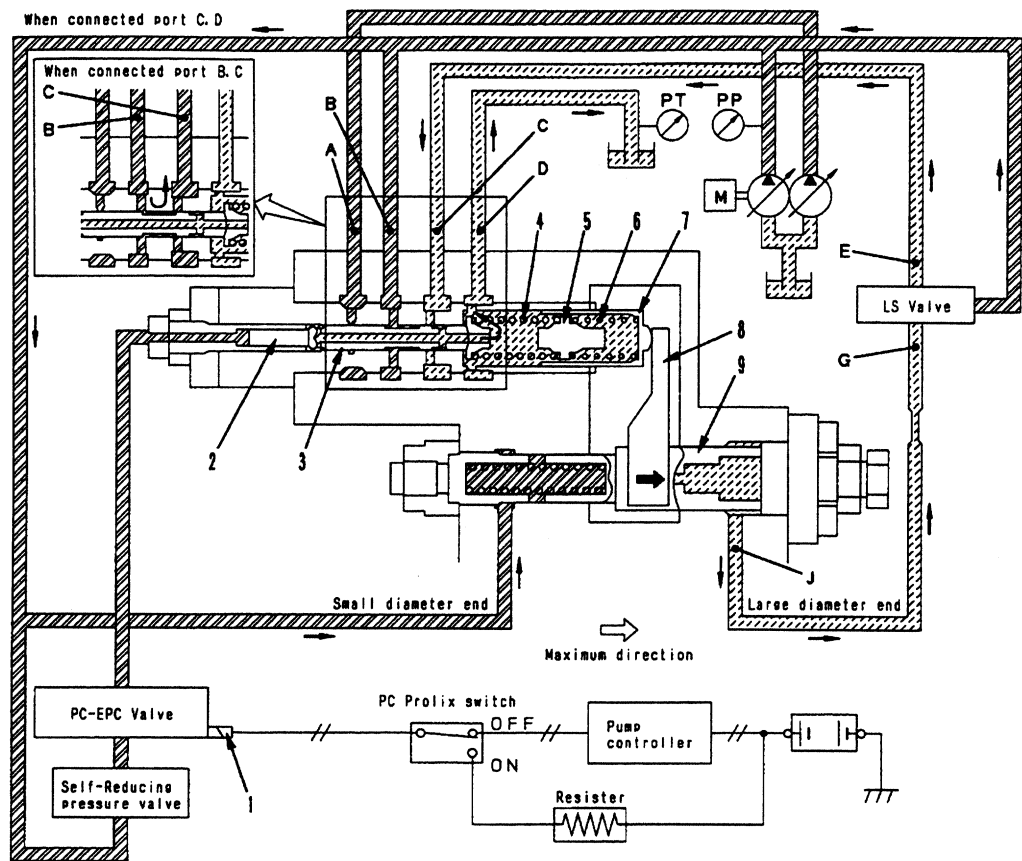 When connected port C.D
When connected port B.C
C
B
B
A
C
D
PT
PP
M
E
LS Valve
G
4
5
6
7
8
9
2
3
Small diameter end
J
Large diameter end
Maximum direction
PC-EPC Valve
PC Prolix switch
OFF
ON
Pump
controller
Self-Reducing
pressure valve
1
Resister